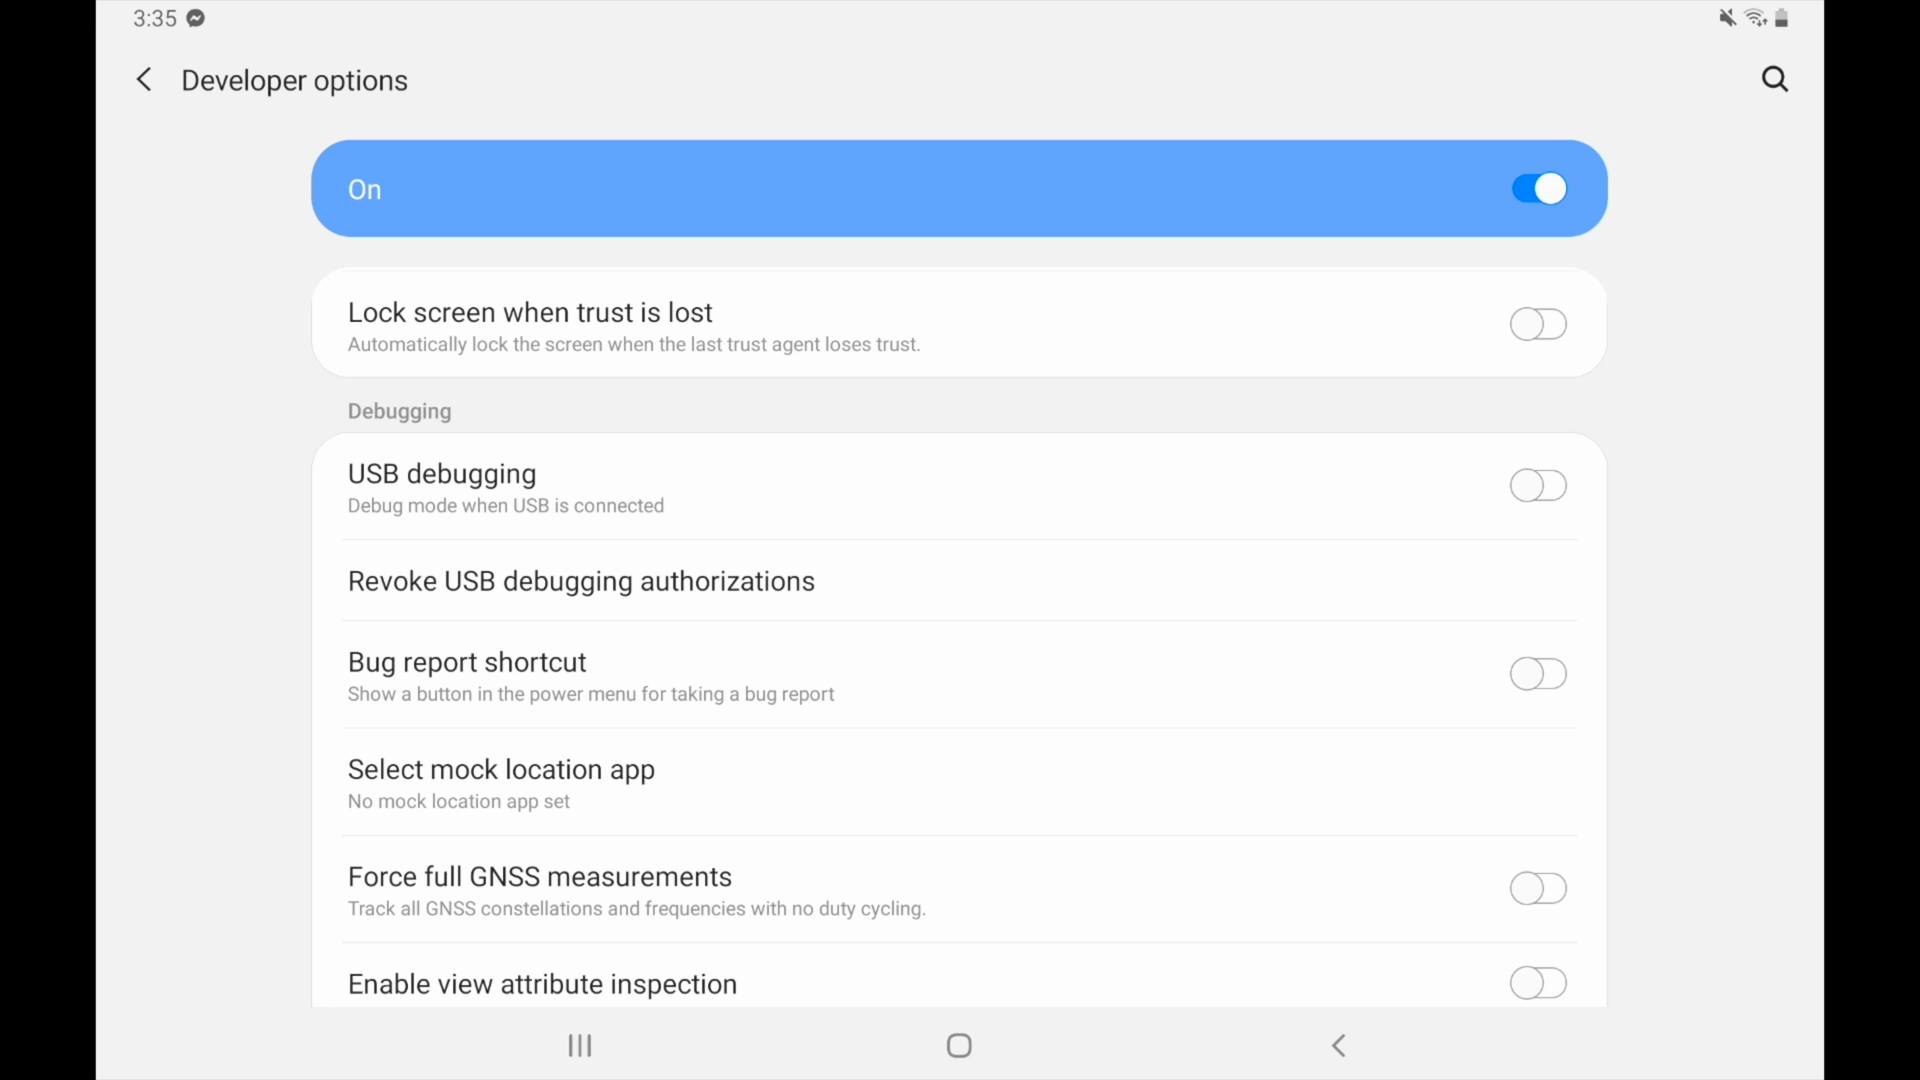 3:35
Developer options
On
Lock screen when trust is lost
Automatically lock the screen when the last trust agent loses trust.
Debugging
USB debugging
Debug mode when USB is connected
Revoke USB debugging authorizations
Bug report shortcut
Show a button in the power menu for taking a bug report
Select mock location app
No mock location app set
Force full GNSS measurements
Track all GNSS constellations and frequencies with no duty cycling.
Enable view attribute inspection